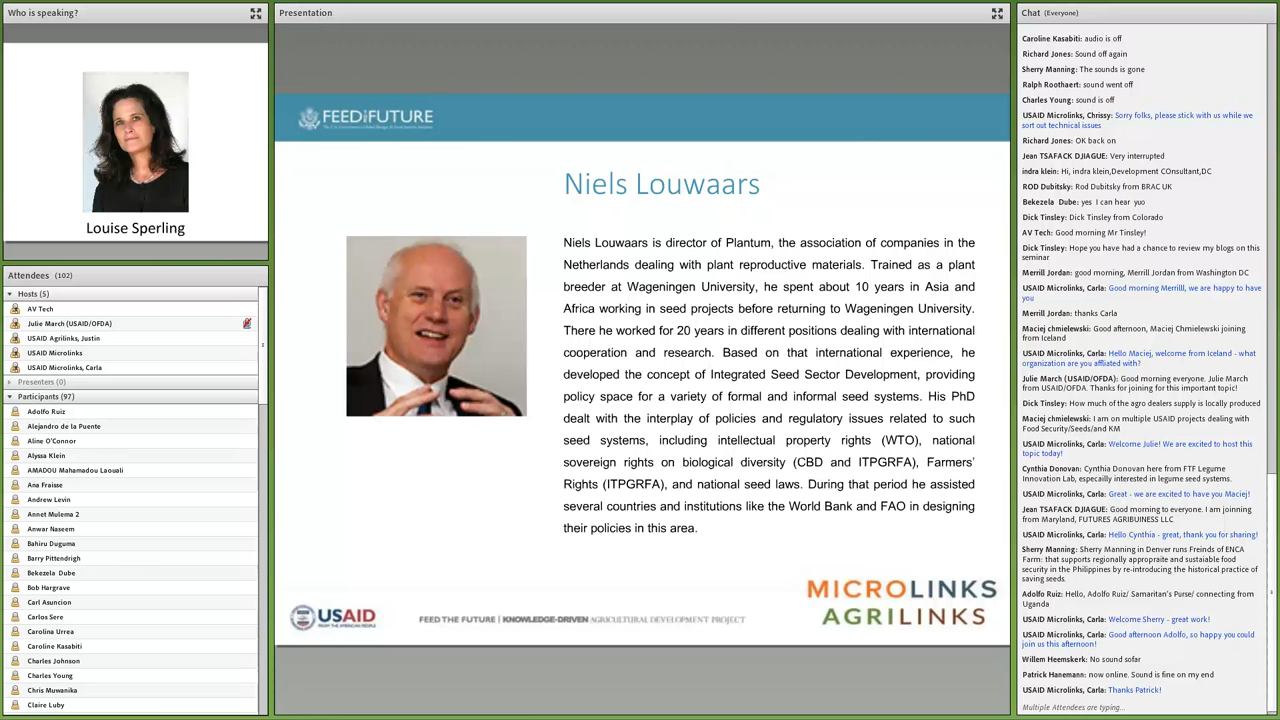 Who is speaking?
Louise Sperling
Attendees (102)
Hosts (5)
AV Tech
Julie March (USAID/OFDA)
USAID Agrilinks, Justin
USAID Microlinks
USAID Microlinks, Carla
Presenters (0)
Participants (97)
Adolfo Ruiz
Alejandro de la Puente
Aline O'Connor
Alyssa Klein
AMADOU Mahamadou Laouali
Ana Fraisse
Andrew Levin
Annet Mulema 2
Anwar Naseem
Bahiru Duguma
Barry Pittendrigh
Bekezela Dube
Bob Hargrave
Carl Asuncion
Carlos Sere
Carolina Urrea
Caroline Kasabiti
Charles Johnson
Charles Young
Chris Muwanika
Claire Luby
Presentation
FEED THE FUTURE
Niels Louwaars
Niels Louwaars is director of Plantum, the association of companies in the
Netherlands dealing with plant reproductive materials. Trained as a plant
breeder at Wageningen University, he spent about 10 years in Asia and
Africa working in seed projects before returning to Wageningen University.
There he worked for 20 years in different positions dealing with international
cooperation and research. Based on that international experience, he
developed the concept of Integrated Seed Sector Development, providing
policy space for a variety of formal and informal seed systems. His PhD
dealt with the interplay of policies and regulatory issues related to such
seed systems, including intellectual property rights (WTO), national
sovereign rights on biological diversity (CBD and ITPGRFA), Farmers'
Rights (ITPGRFA), and national seed laws. During that period he assisted
several countries and institutions like the World Bank and FAO in designing
their policies in this area.
USAID
FROM THE AMERICAN PEOPLE
FEED THE FUTURE | KNOWLEDGE-DRIVEN AGRICULTURAL DEVELOPMENT PROJECT
MICROLINKS
AGRILINKS
Chat (Everyone)
Caroline Kasabiti: audio is off
Richard Jones: Sound off again
Sherry Manning: The sounds is gone
Ralph Roothaert: sound went off
Charles Young: sound is off
USAID Microlinks, Chrissy: Sorry folks, please stick with us while we
sort out technical issues
Richard Jones: OK back on
Jean TSAFACK DJIAGUE: Very interrupted
indra klein: Hi, indra klein,Development COnsultant,DC
ROD Dubitsky: Rod Dubitsky from BRAC UK
Bekezela Dube: yes I can hear yuo
Dick Tinsley: Dick Tinsley from Colorado
AV Tech: Good morning Mr Tinsley!
Dick Tinsley: Hope you have had a chance to review my blogs on this
seminar
Merrill Jordan: good morning, Merrill Jordan from Washington DC
USAID Microlinks, Carla: Good morning Merrilll, we are happy to have
you
Merrill Jordan: thanks Carla
Maciej chmielewski: Good afternoon, Maciej Chmielewski joining
from Iceland
USAID Microlinks, Carla: Hello Maciej, welcome from Iceland - what
organization are you affliated with?
Julie March (USAID/OFDA): Good morning everyone. Julie March
from USAID/OFDA. Thanks for joining for this important topic!
Dick Tinsley: How much of the agro dealers supply is locally produced
Maciej chmielewski: I am on multiple USAID projects dealing with
Food Security/Seeds/and KM
USAID Microlinks, Carla: Welcome Julie! We are excited to host this
topic today!
Cynthia Donovan: Cynthia Donovan here from FTF Legume
Innovation Lab, especailly interested in legume seed systems.
USAID Microlinks, Carla: Great - we are excited to have you Maciej!
Jean TSAFACK DJIAGUE: Good morning to everyone. I am joinning
from Maryland, FUTURES AGRIBUINESS LLC
USAID Microlinks, Carla: Hello Cynthia - great, thank you for sharing!
Sherry Manning: Sherry Manning in Denver runs Freinds of ENCA
Farm: that supports regionally appropraite and sustaiable food
security in the Philippines by re-introducing the historical practice of
saving seeds.
Adolfo Ruiz: Hello, Adolfo Ruiz/ Samaritan's Purse/ connecting from
Uganda
USAID Microlinks, Carla: Welcome Sherry - great work!
USAID Microlinks, Carla: Good afternoon Adolfo, so happy you could
join us this afternoon!
Willem Heemskerk: No sound sofar
Patrick Hanemann: now online. Sound is fine on my end
USAID Microlinks, Carla: Thanks Patrick!
Multiple Attendees are typing...